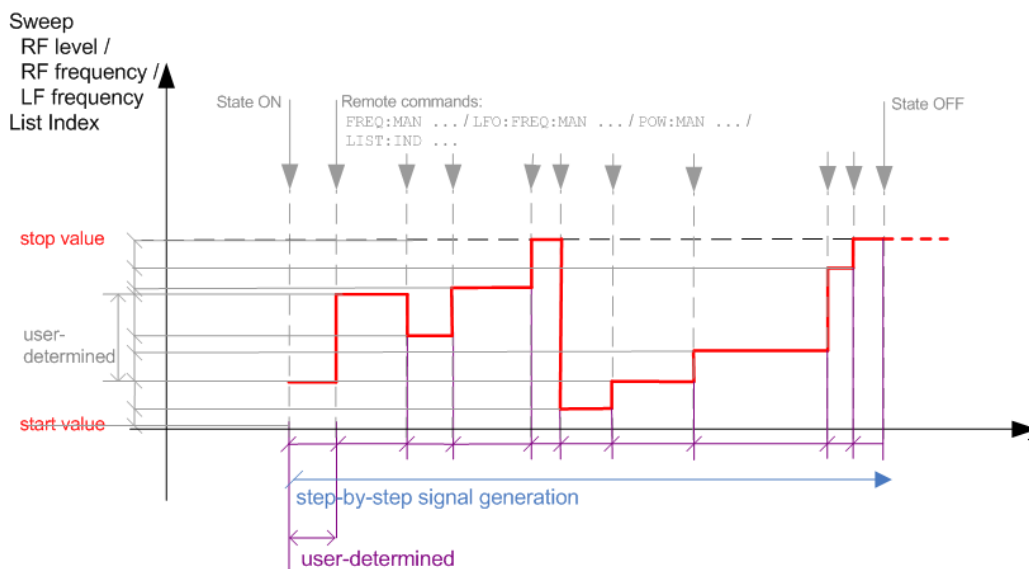 Sweep
RF level /
RF frequency /
LF frequency
List Index
State ON
Remote commands:
FREQ:MAN ... / LFO:FREQ:MAN ... / POW:MAN ... /
LIST:IND ...
State OFF
stop value
user-
determined
start value
step-by-step signal generation
user-determined